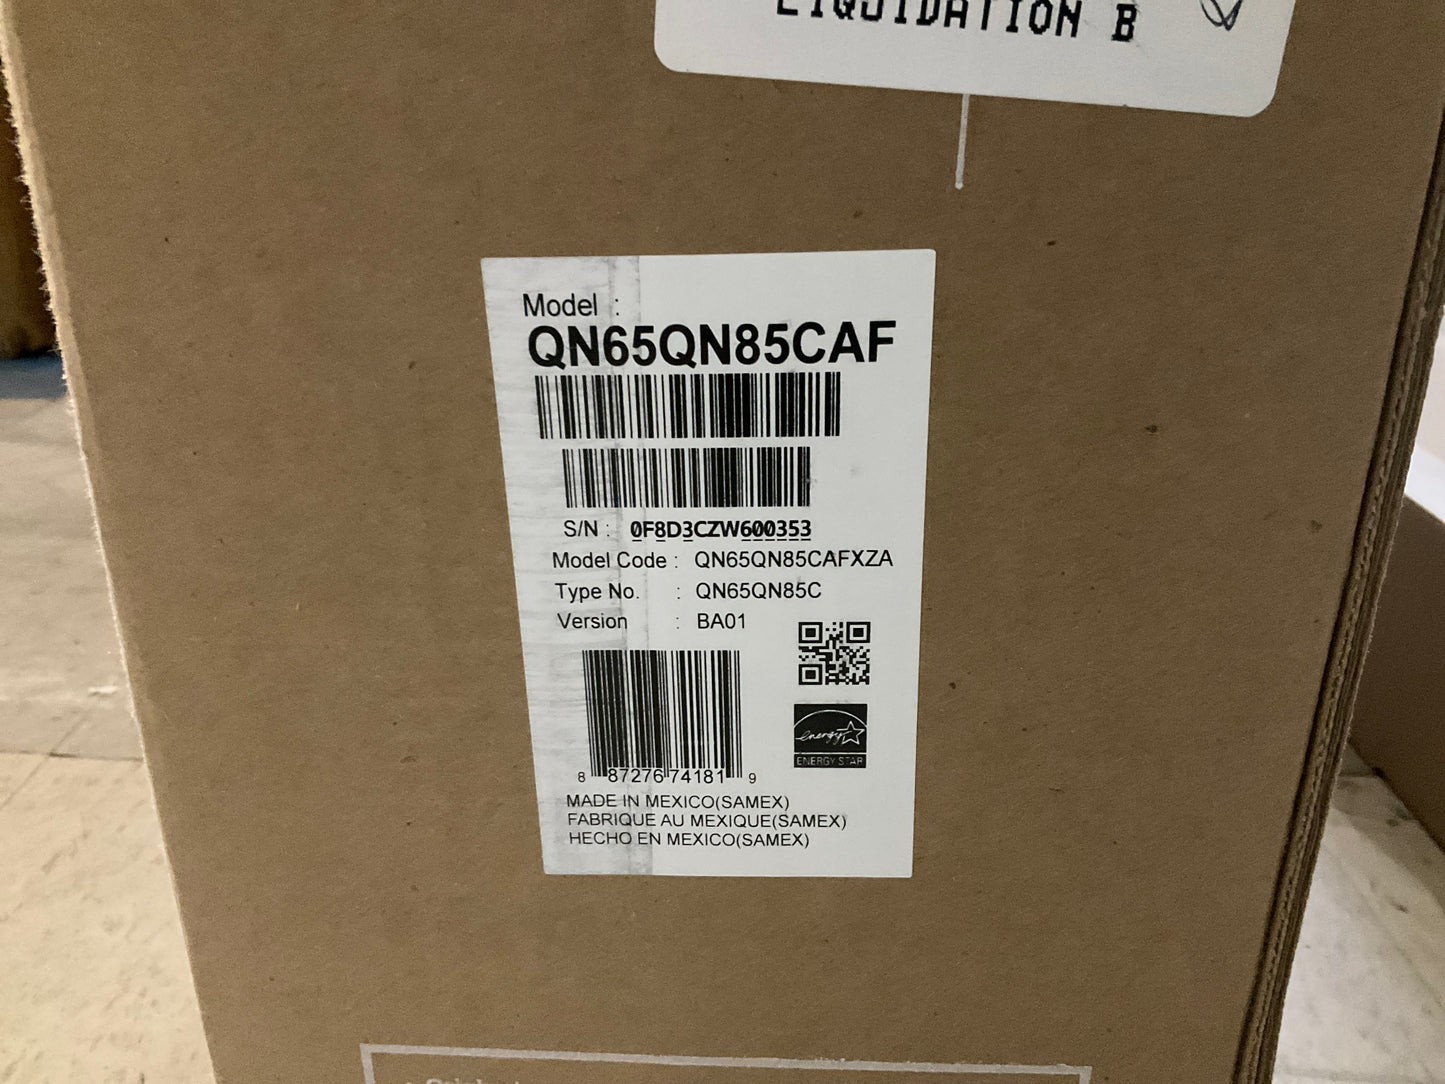 LIQUIDATION B
Model :
QN65QN85CAF
S/N : 0F8D3CZW600353
Model Code : QN65QN85CAFXZA
Type No. : QN65QN85C
Version : BA01
energy
ENERGY STAR
8 87276 74181 9
MADE IN MEXICO(SAMEX)
FABRIQUE AU MEXIQUE(SAMEX)
HECHO EN MEXICO(SAMEX)